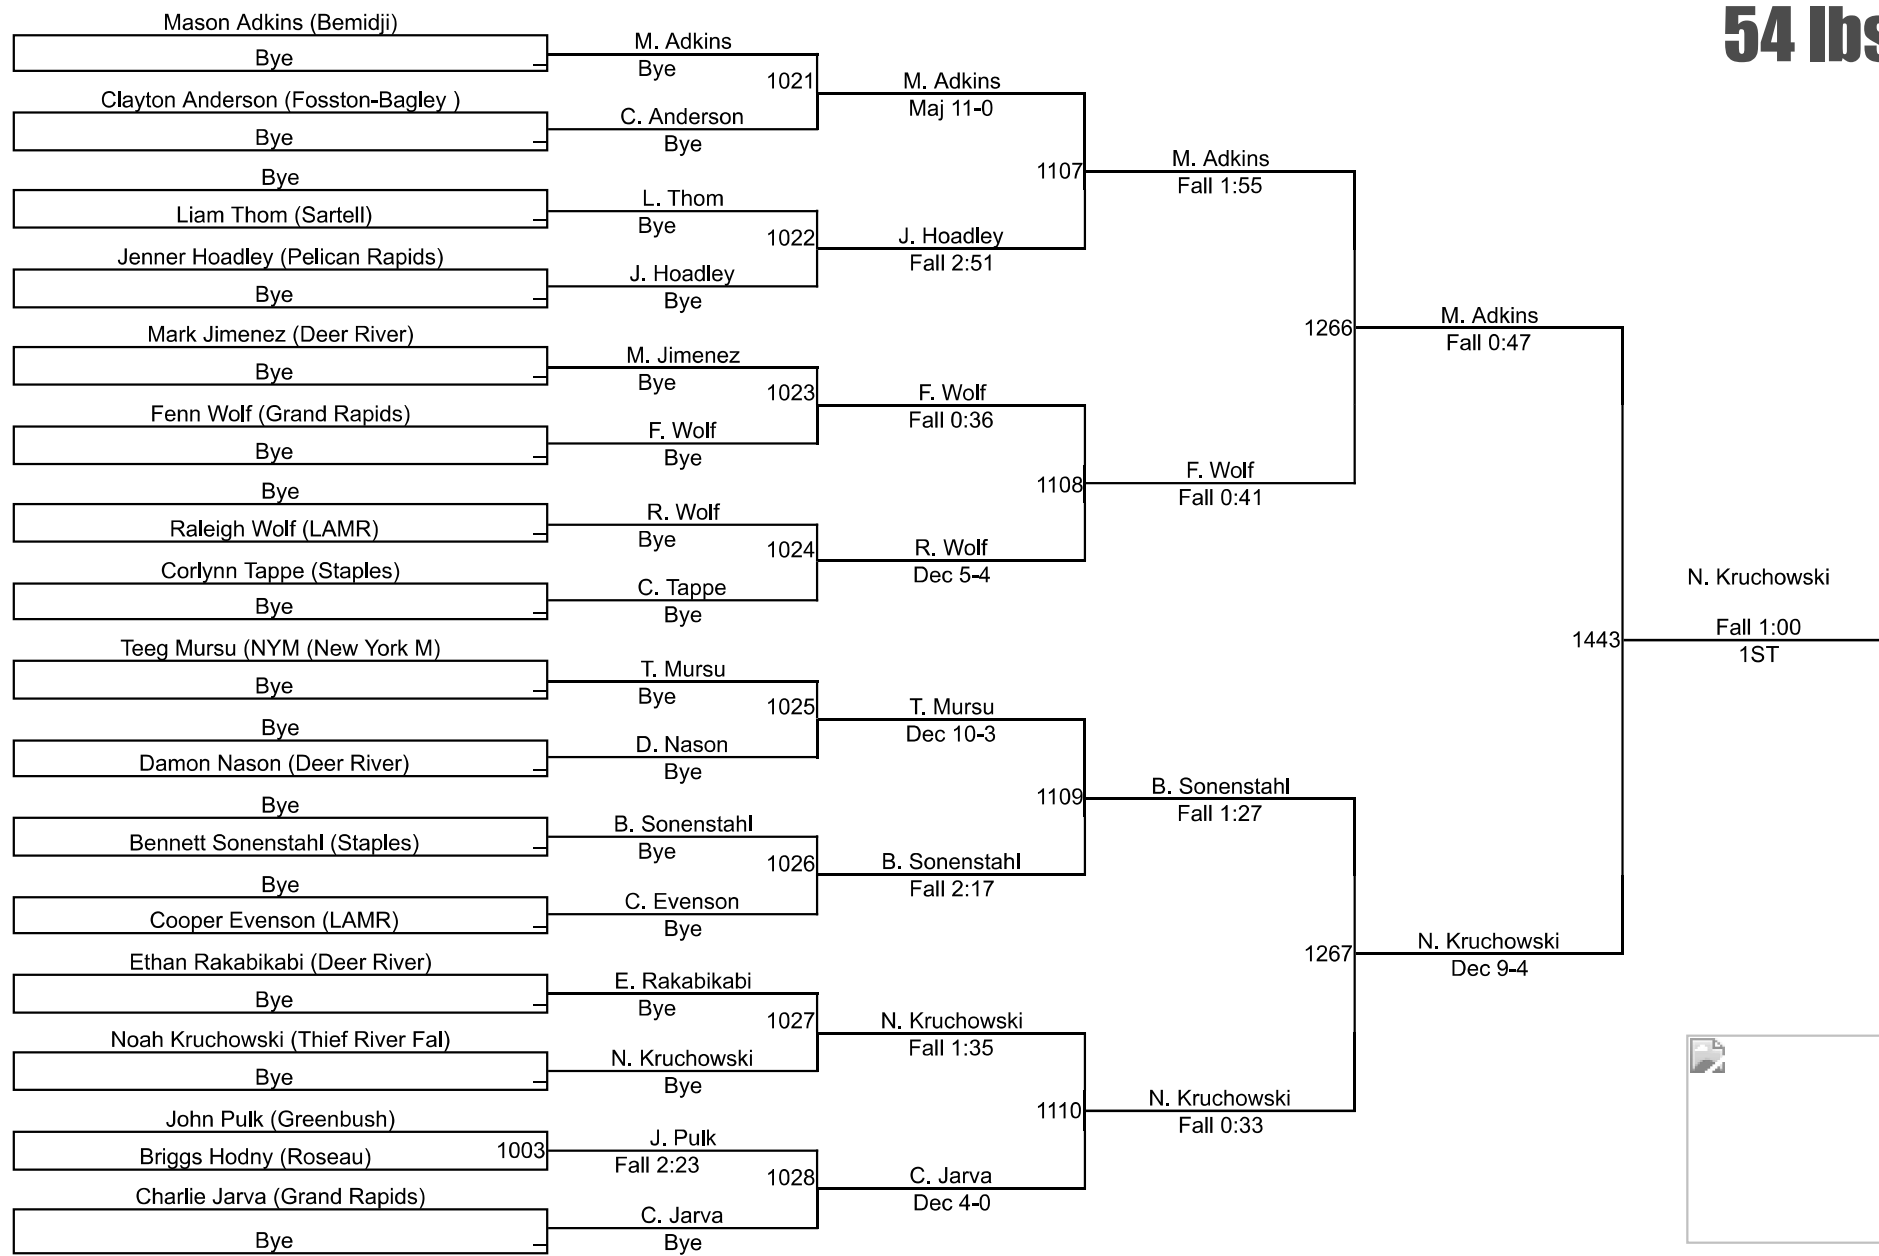 54 lbs
Mason Adkins (Bemidji)
Bye
Clayton Anderson (Fosston-Bagley )
Bye
Bye
Liam Thom (Sartell)
Jenner Hoadley (Pelican Rapids)
Bye
Mark Jimenez (Deer River)
Bye
Fenn Wolf (Grand Rapids)
Bye
Bye
Raleigh Wolf (LAMR)
Corlynn Tappe (Staples)
Bye
Teeg Mursu (NYM (New York M)
Bye
Bye
Damon Nason (Deer River)
Bye
Bennett Sonenstahl (Staples)
Bye
Cooper Evenson (LAMR)
Ethan Rakabikabi (Deer River)
Bye
Noah Kruchowski (Thief River Fal)
Bye
John Pulk (Greenbush)
Briggs Hodny (Roseau)
1003
Charlie Jarva (Grand Rapids)
Bye
M. Adkins
Bye
1021
C. Anderson
Bye
L. Thom
Bye
1022
J. Hoadley
Bye
M. Jimenez
Bye
1023
F. Wolf
Bye
R. Wolf
Bye
1024
C. Tappe
Bye
T. Mursu
Bye
1025
D. Nason
Bye
B. Sonenstahl
Bye
1026
C. Evenson
Bye
E. Rakabikabi
Bye
1027
N. Kruchowski
Bye
J. Pulk
Fall 2:23
1028
C. Jarva
Bye
M. Adkins
Maj 11-0
1107
J. Hoadley
Fall 2:51
F. Wolf
Fall 0:36
1108
R. Wolf
Dec 5-4
T. Mursu
Dec 10-3
1109
B. Sonenstahl
Fall 2:17
N. Kruchowski
Fall 1:35
1110
C. Jarva
Dec 4-0
M. Adkins
Fall 1:55
1266
F. Wolf
Fall 0:41
B. Sonenstahl
Fall 1:27
1267
N. Kruchowski
Fall 0:33
M. Adkins
Fall 0:47
1443
N. Kruchowski
Dec 9-4
N. Kruchowski
Fall 1:00
1ST